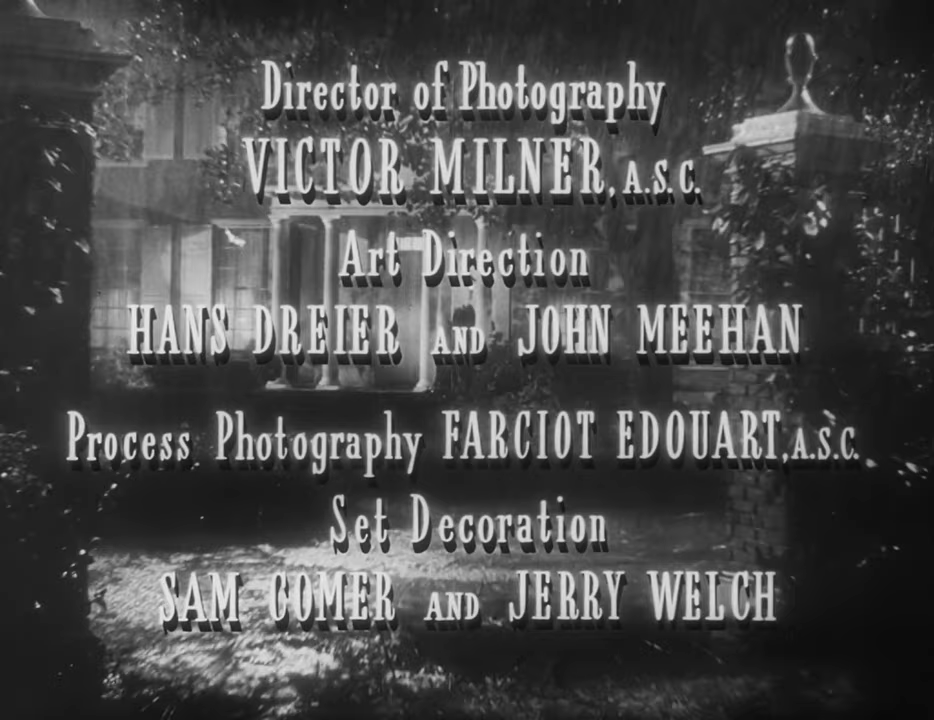 Director of Photography
VICTOR MILNER, A.S.C.
Art Direction
HANS DREIER AND JOHN MEEHAN
Process Photography FARCIOT EDOUART, A.S.C.
Set Decoration
SAM COMER AND JERRY WELCH